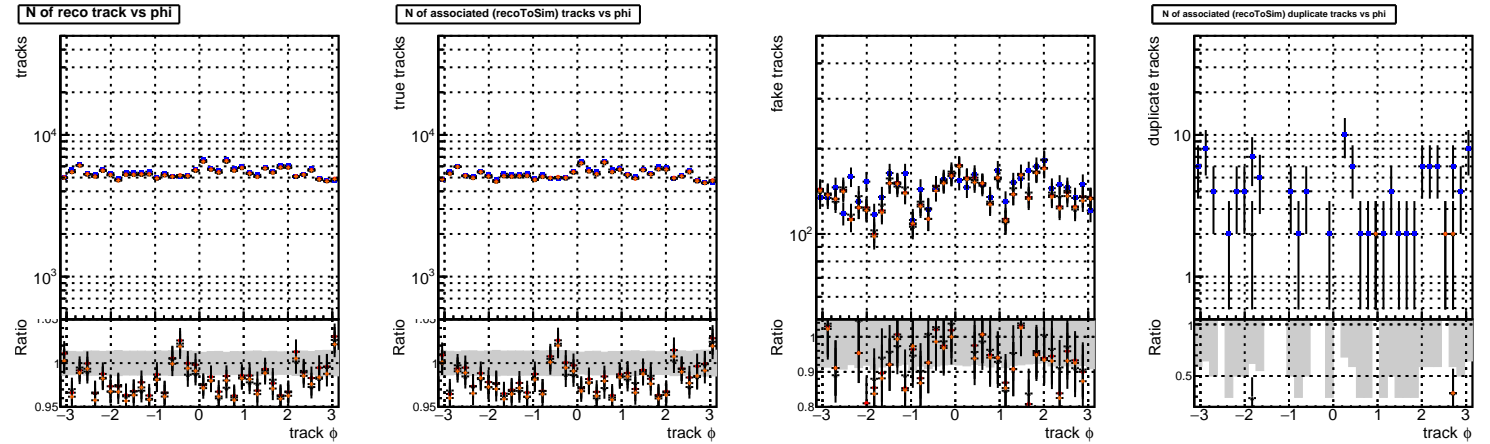 N of reco track vs phi
tracks
10^4
10^3
Ratio
1.05
1
0.95
−3 −2 −1 0 1 2 3
track ϕ
N of associated (recoToSim) tracks vs phi
true tracks
10^4
10^3
Ratio
1
0.95
−3 −2 −1 0 1 2 3
track ϕ
fake tracks
10^2
Ratio
1
0.9
0.8
−3 −2 −1 0 1 2 3
track ϕ
N of associated (recoToSim) duplicate tracks vs phi
duplicate tracks
10
1
Ratio
1
0.5
−3 −2 −1 0 1 2 3
track ϕ